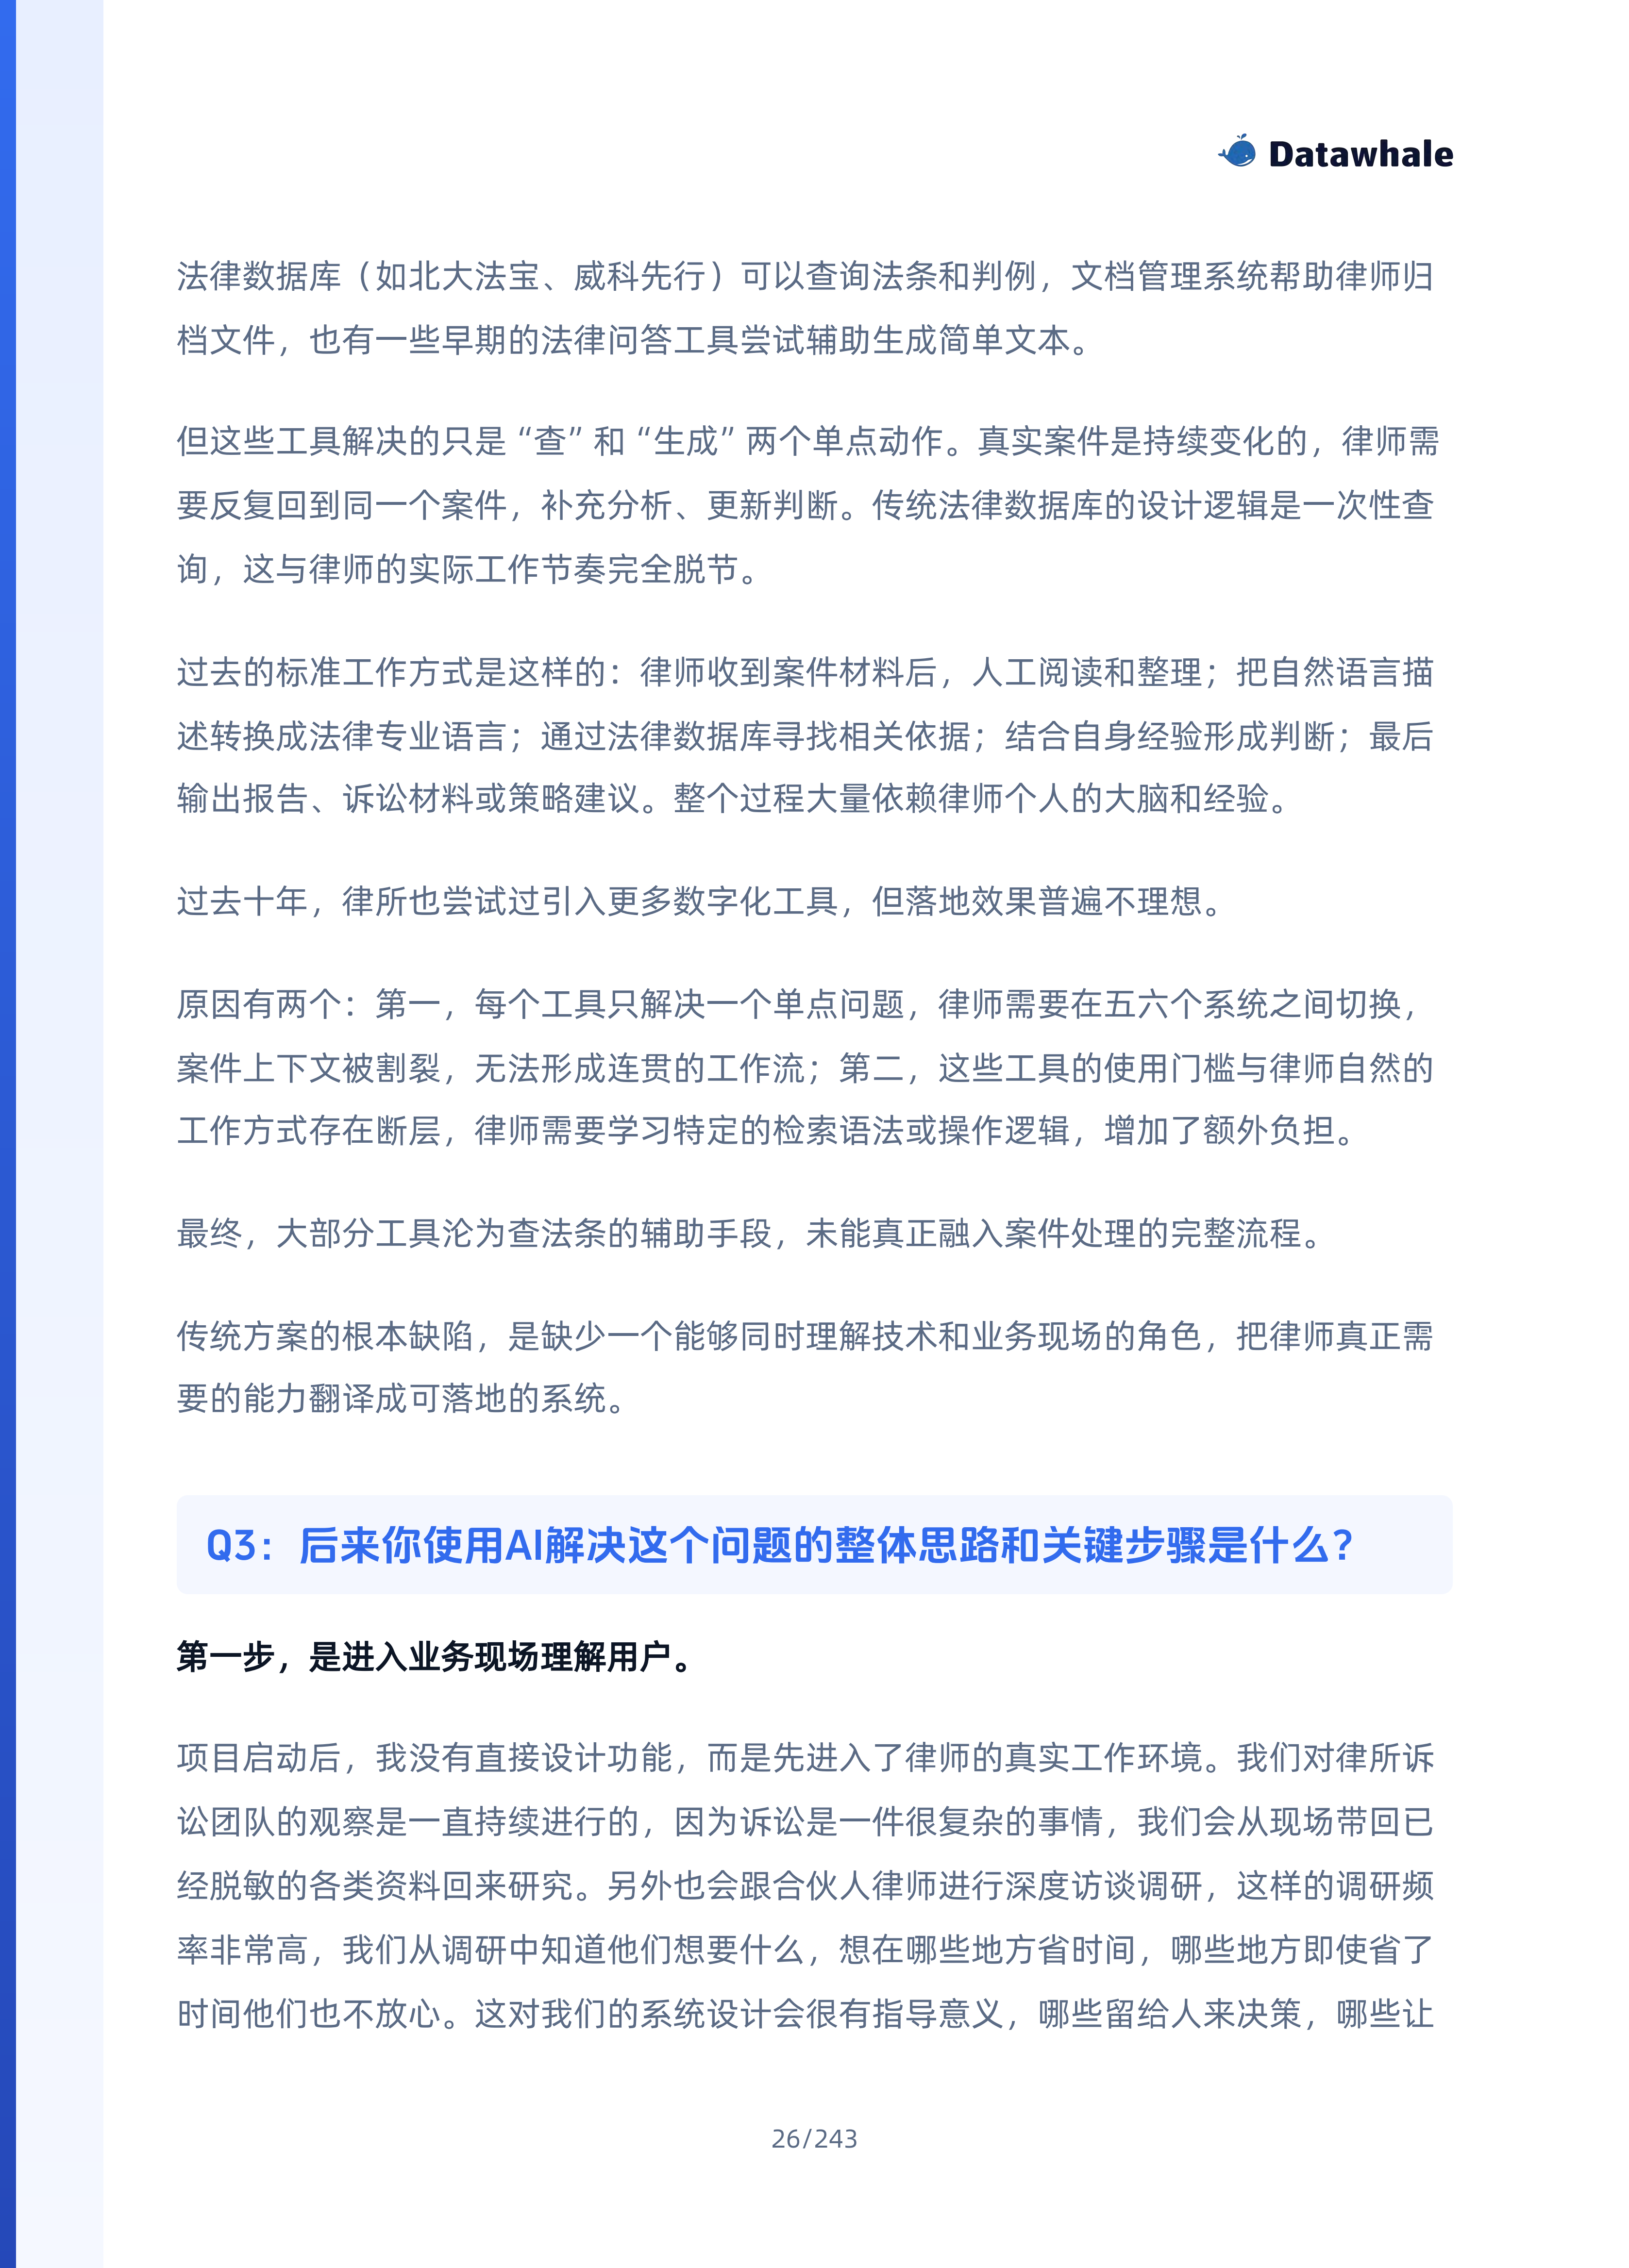 Datawhale
法律数据库（如北大法宝、威科先行）可以查询法条和判例，文档管理系统帮助律师归
档文件，也有一些早期的法律问答工具尝试辅助生成简单文本。
但这些工具解决的只是“查”和“生成”两个单点动作。真实案件是持续变化的，律师需
要反复回到同一个案件，补充分析、更新判断。传统法律数据库的设计逻辑是一次性查
询，这与律师的实际工作节奏完全脱节。
过去的标准工作方式是这样的：律师收到案件材料后，人工阅读和整理；把自然语言描
述转换成法律专业语言；通过法律数据库寻找相关依据；结合自身经验形成判断；最后
输出报告、诉讼材料或策略建议。整个过程大量依赖律师个人的大脑和经验。
过去十年，律所也尝试过引入更多数字化工具，但落地效果普遍不理想。
原因有两个：第一，每个工具只解决一个单点问题，律师需要在五六个系统之间切换，
案件上下文被割裂，无法形成连贯的工作流；第二，这些工具的使用门槛与律师自然的
工作方式存在断层，律师需要学习特定的检索语法或操作逻辑，增加了额外负担。
最终，大部分工具沦为查法条的辅助手段，未能真正融入案件处理的完整流程。
传统方案的根本缺陷，是缺少一个能够同时理解技术和业务现场的角色，把律师真正需
要的能力翻译成可落地的系统。
Q3：后来你使用AI解决这个问题的整体思路和关键步骤是什么？
第一步，是进入业务现场理解用户。
项目启动后，我没有直接设计功能，而是先进入了律师的真实工作环境。我们对律所诉
讼团队的观察是一直持续进行的，因为诉讼是一件很复杂的事情，我们会从现场带回已
经脱敏的各类资料回来研究。另外也会跟合伙人律师进行深度访谈调研，这样的调研频
率非常高，我们从调研中知道他们想要什么，想在哪些地方省时间，哪些地方即使省了
时间他们也不放心。这对我们的系统设计会很有指导意义，哪些留给人来决策，哪些让
26/243